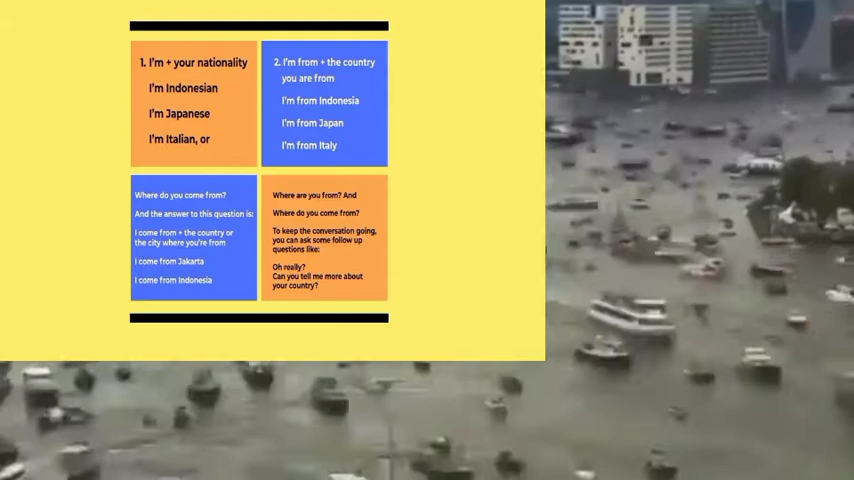 1. I'm + your nationality
I'm Indonesian
I'm Japanese
I'm Italian, or
2. I'm from + the country
you are from
I'm from Indonesia
I'm from Japan
I'm from Italy
Where do you come from?
And the answer to this question is:
I come from + the country or
the city where you're from
I come from Jakarta
I come from Indonesia
Where are you from? And
Where do you come from?
To keep the conversation going,
you can ask some follow up
questions like:
Oh really?
Can you tell me more about
your country?